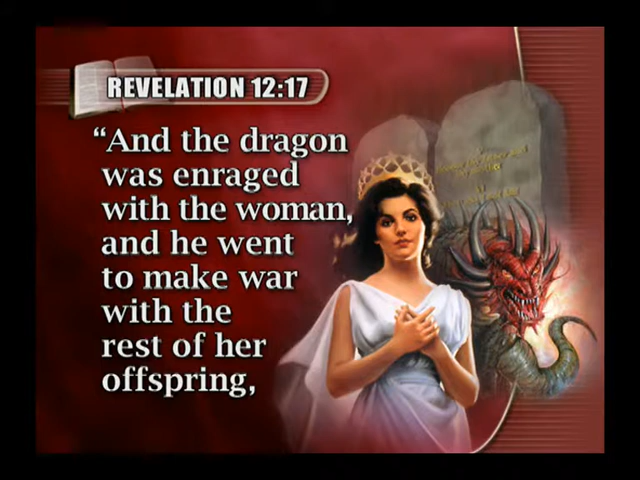 REVELATION 12:17
“And the dragon
was enraged
with the woman,
and he went
to make war
with the
rest of her
offspring,